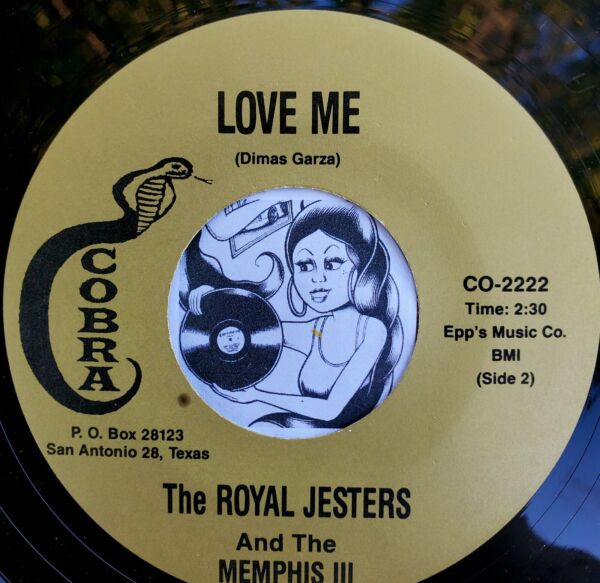 LOVE ME
(Dimas Garza)
COBRA
P. O. Box 28123
San Antonio 28, Texas
CO-2222
Time: 2:30
Epp's Music Co.
BMI
(Side 2)
The ROYAL JESTERS
And The
MEMPHIS III